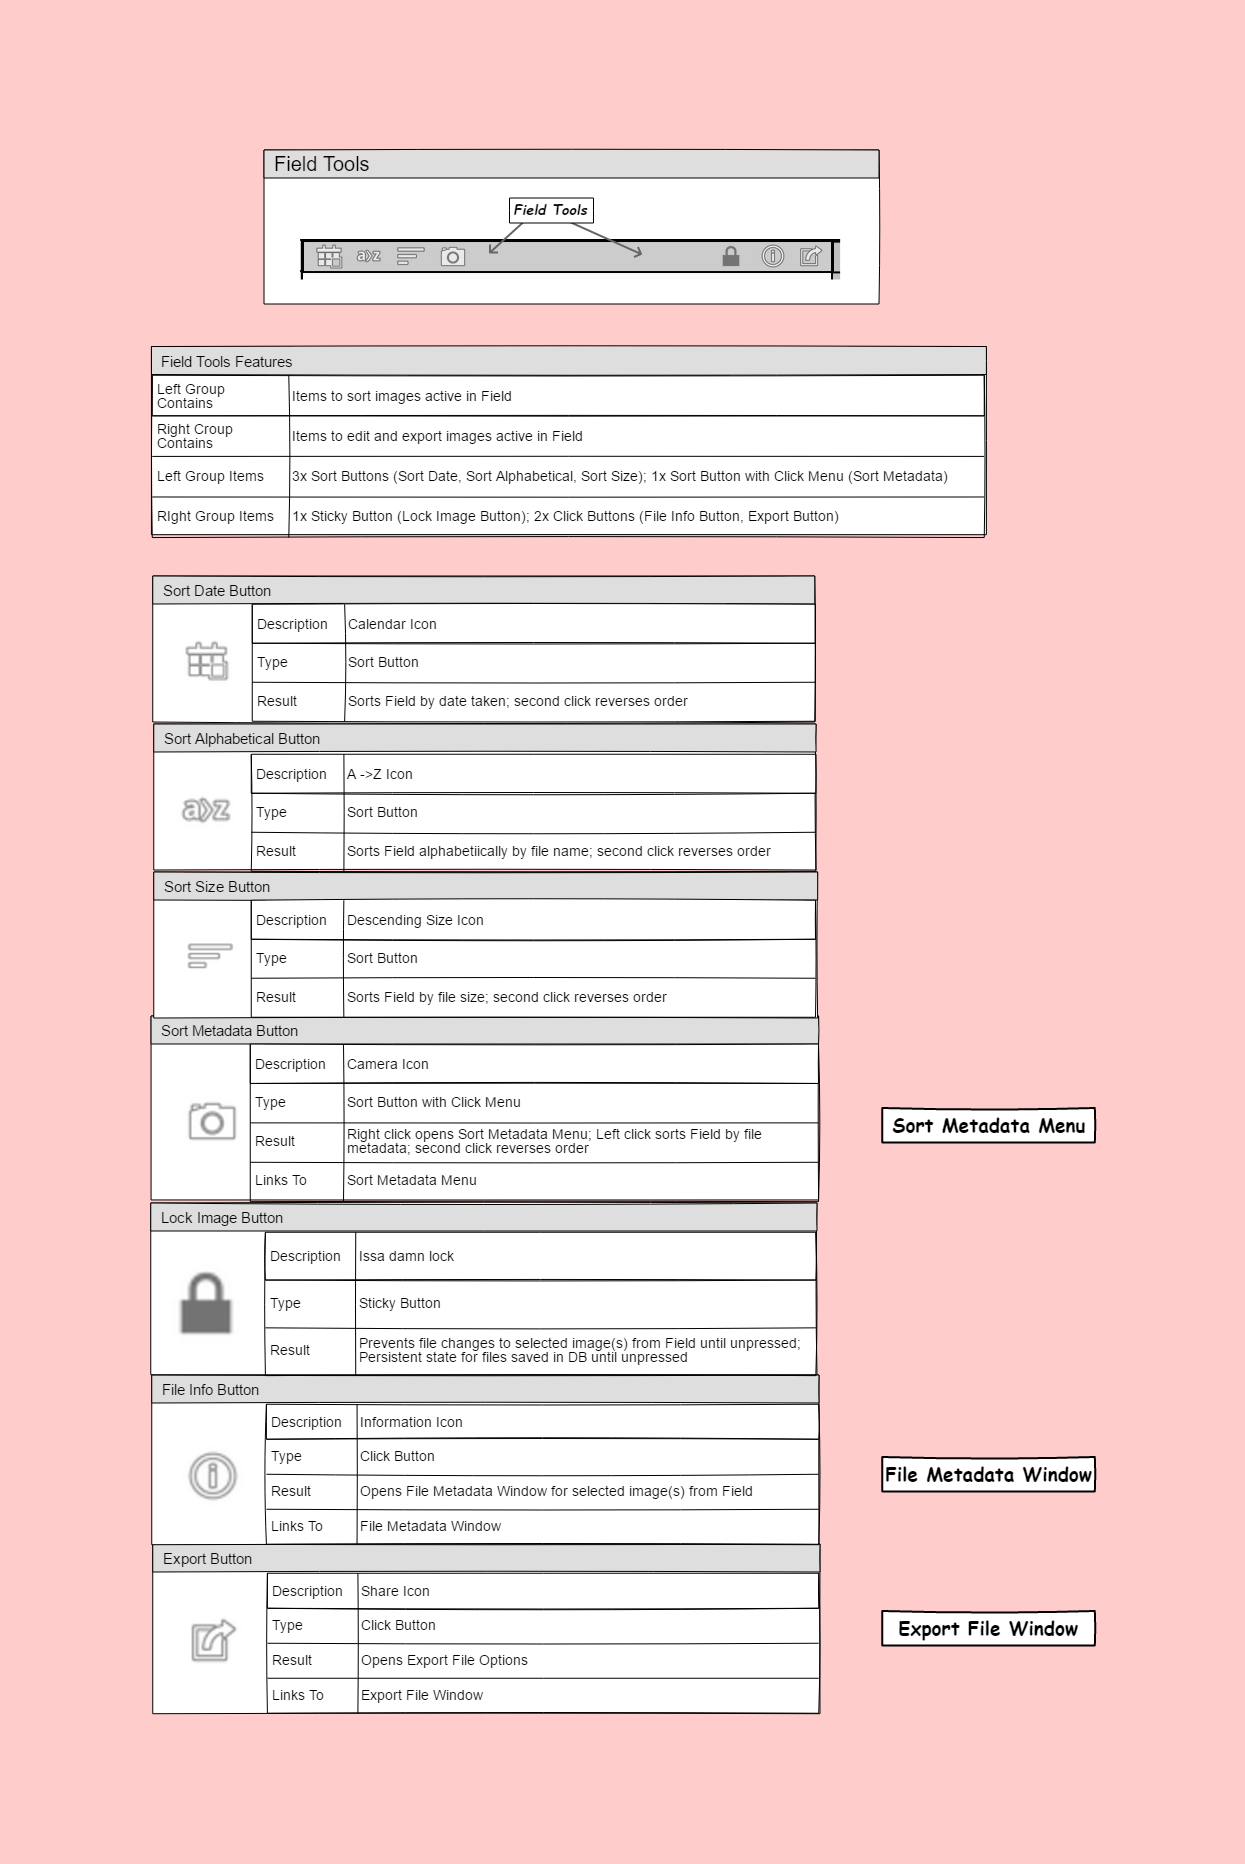 Field Tools
Field Tools
a>z
Field Tools Features
Left Group
Contains
Items to sort images active in Field
Right Croup
Contains
Items to edit and export images active in Field
Left Group Items
3x Sort Buttons (Sort Date, Sort Alphabetical, Sort Size); 1x Sort Button with Click Menu (Sort Metadata)
RIght Group Items
1x Sticky Button (Lock Image Button); 2x Click Buttons (File Info Button, Export Button)
Sort Date Button
Description
Calendar Icon
Type
Sort Button
Result
Sorts Field by date taken; second click reverses order
Sort Alphabetical Button
a>z
Description
A ->Z Icon
Type
Sort Button
Result
Sorts Field alphabetiically by file name; second click reverses order
Sort Size Button
Description
Descending Size Icon
Type
Sort Button
Result
Sorts Field by file size; second click reverses order
Sort Metadata Button
Description
Camera Icon
Type
Sort Button with Click Menu
Result
Right click opens Sort Metadata Menu; Left click sorts Field by file
metadata; second click reverses order
Links To
Sort Metadata Menu
Sort Metadata Menu
Lock Image Button
Description
Issa damn lock
Type
Sticky Button
Result
Prevents file changes to selected image(s) from Field until unpressed;
Persistent state for files saved in DB until unpressed
File Info Button
Description
Information Icon
Type
Click Button
Result
Opens File Metadata Window for selected image(s) from Field
Links To
File Metadata Window
File Metadata Window
Export Button
Description
Share Icon
Type
Click Button
Result
Opens Export File Options
Links To
Export File Window
Export File Window